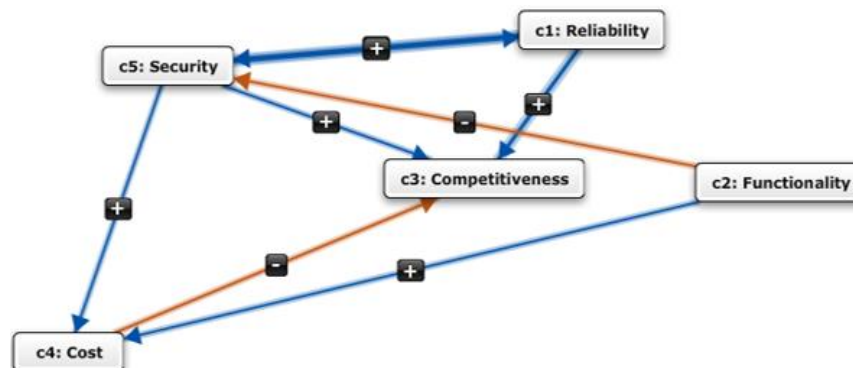 c1: Reliability
+
c5: Security
+
-
+
c3: Competitiveness
c2: Functionality
+
-
+
c4: Cost